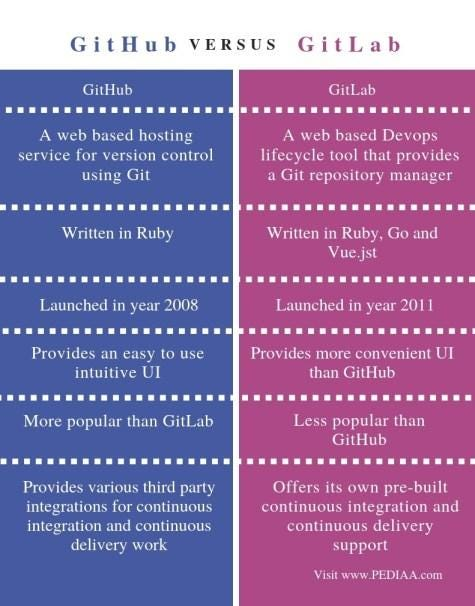 GitHub VERSUS GitLab
GitHub
GitLab
A web based hosting
service for version control
using Git
A web based Devops
lifecycle tool that provides
a Git repository manager
Written in Ruby
Written in Ruby, Go and
Vue.jst
Launched in year 2008
Launched in year 2011
Provides an easy to use
intuitive UI
Provides more convenient UI
than GitHub
More popular than GitLab
Less popular than
GitHub
Provides various third party
integrations for continuous
integration and continuous
delivery work
Offers its own pre-built
continuous integration and
continuous delivery
support
Visit www.PEDIAA.com